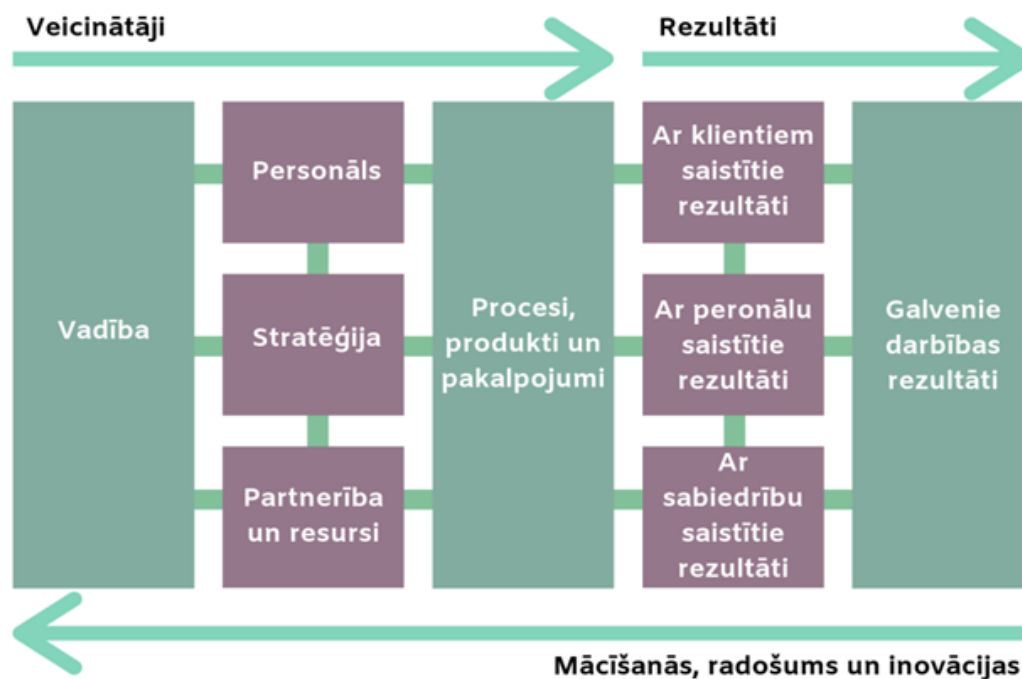 Veicinātāji
Rezultāti
Vadība
Personāls
Stratēģija
Partnerība
un resursi
Procesi,
produkti un
pakalpojumi
Ar klientiem
saistītie
rezultāti
Ar peronālu
saistītie
rezultāti
Ar
sabiedrību
saistītie
rezultāti
Galvenie
darbības
rezultāti
Mācīšanās, radošums un inovācijas